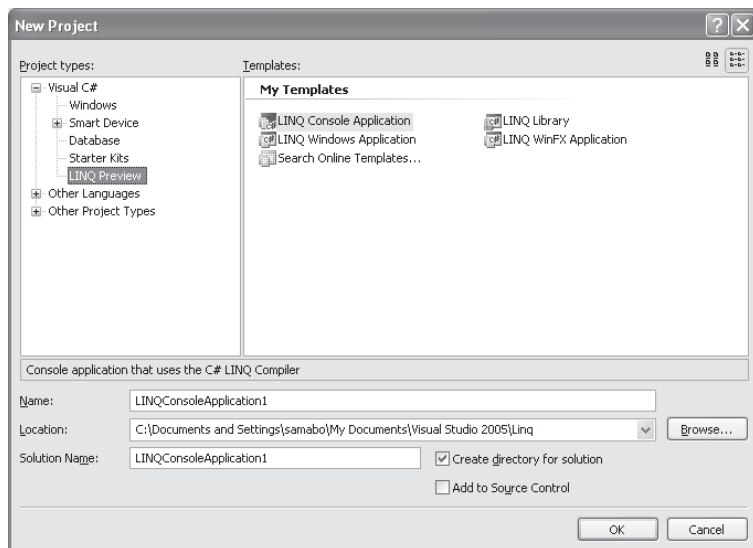 New Project
Project types:
Templates:
Visual C#
Windows
Smart Device
Database
Starter Kits
LINQ Preview
Other Languages
Other Project Types
My Templates
LINQ Console Application
LINQ Library
LINQ Windows Application
LINQ WinFX Application
Search Online Templates...
Console application that uses the C# LINQ Compiler
Name:
LINQConsoleApplication1
Location:
C:\Documents and Settings\samabo\My Documents\Visual Studio 2005\Linq
Browse...
Solution Name:
LINQConsoleApplication1
Create directory for solution
Add to Source Control
OK
Cancel